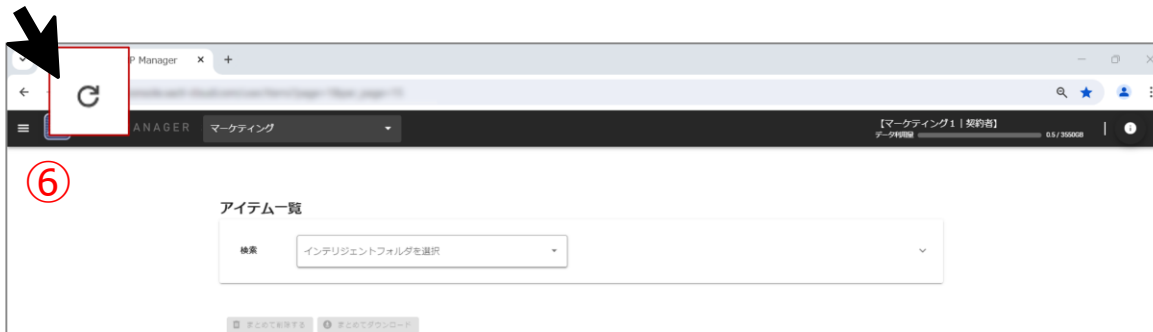 P Manager
ANAGER
マーケティング
【マーケティング1|契約者】
データ利用量
0.5 / 3550GB
⑥
アイテム一覧
検索
インテリジェントフォルダを選択
まとめて削除する
まとめてダウンロード